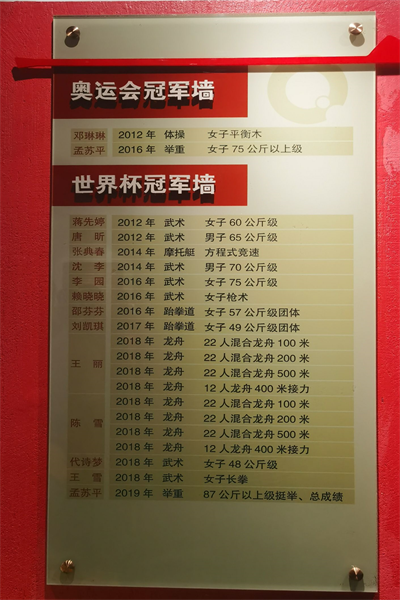 奥运会冠军墙
邓琳琳 2012 年 体操 女子平衡木
孟苏平 2016 年 举重 女子 75 公斤以上级
世界杯冠军墙
蒋先婷 2012 年 武术 女子 60 公斤级
唐昕 2012 年 武术 男子 65 公斤级
张典春 2014 年 摩托艇 方程式竞速
沈李 2014 年 武术 男子 70 公斤级
李园 2016 年 武术 女子 75 公斤级
赖晓晓 2016 年 武术 女子枪术
邵芬芬 2016 年 跆拳道 女子 57 公斤级团体
刘凯琪 2017 年 跆拳道 女子 49 公斤级团体
2018 年 龙舟 22 人混合龙舟 100 米
2018 年 龙舟 22 人混合龙舟 200 米
王丽
2018 年 龙舟 22 人混合龙舟 500 米
2018 年 龙舟 12 人龙舟 400 米接力
2018 年 龙舟 22 人混合龙舟 100 米
2018 年 龙舟 22 人混合龙舟 200 米
陈雪
2018 年 龙舟 22 人混合龙舟 500 米
2018 年 龙舟 12 人龙舟 400 米接力
代诗梦 2018 年 武术 女子 48 公斤级
王雪 2018 年 武术 女子长拳
孟苏平 2019 年 举重 87 公斤以上级挺举、总成绩